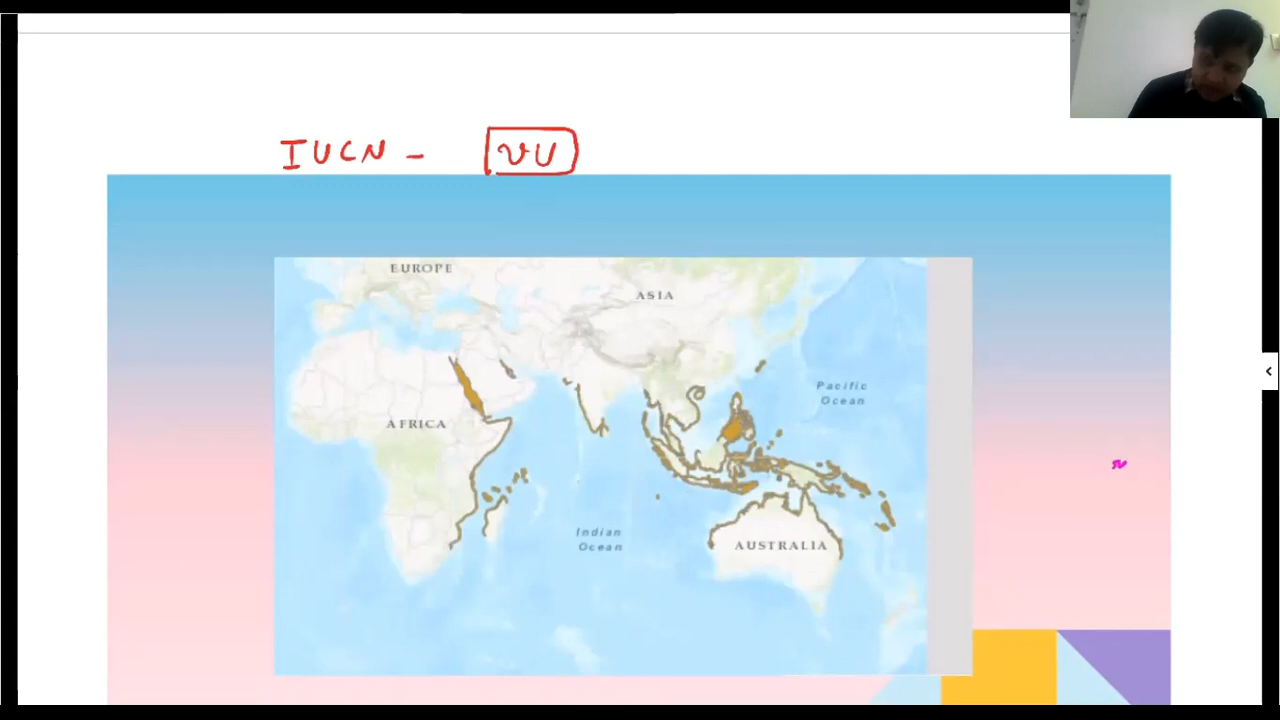 IUCN - VU
EUROPE
ASIA
Pacific
Ocean
AFRICA
Indian
Ocean
AUSTRALIA